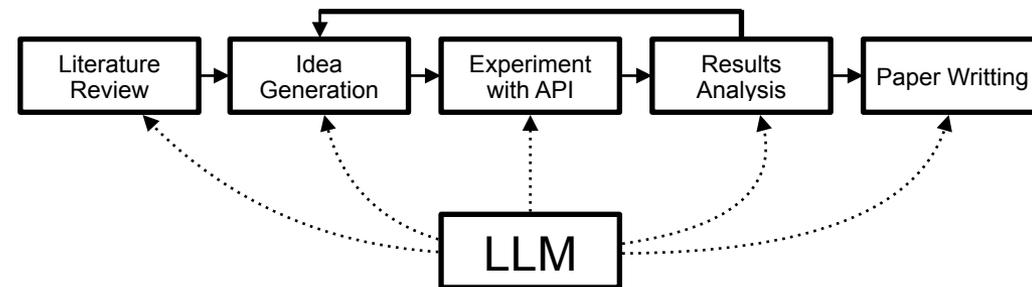 Literature
Review
Idea
Generation
Experiment
with API
Results
Analysis
Paper Writting
LLM